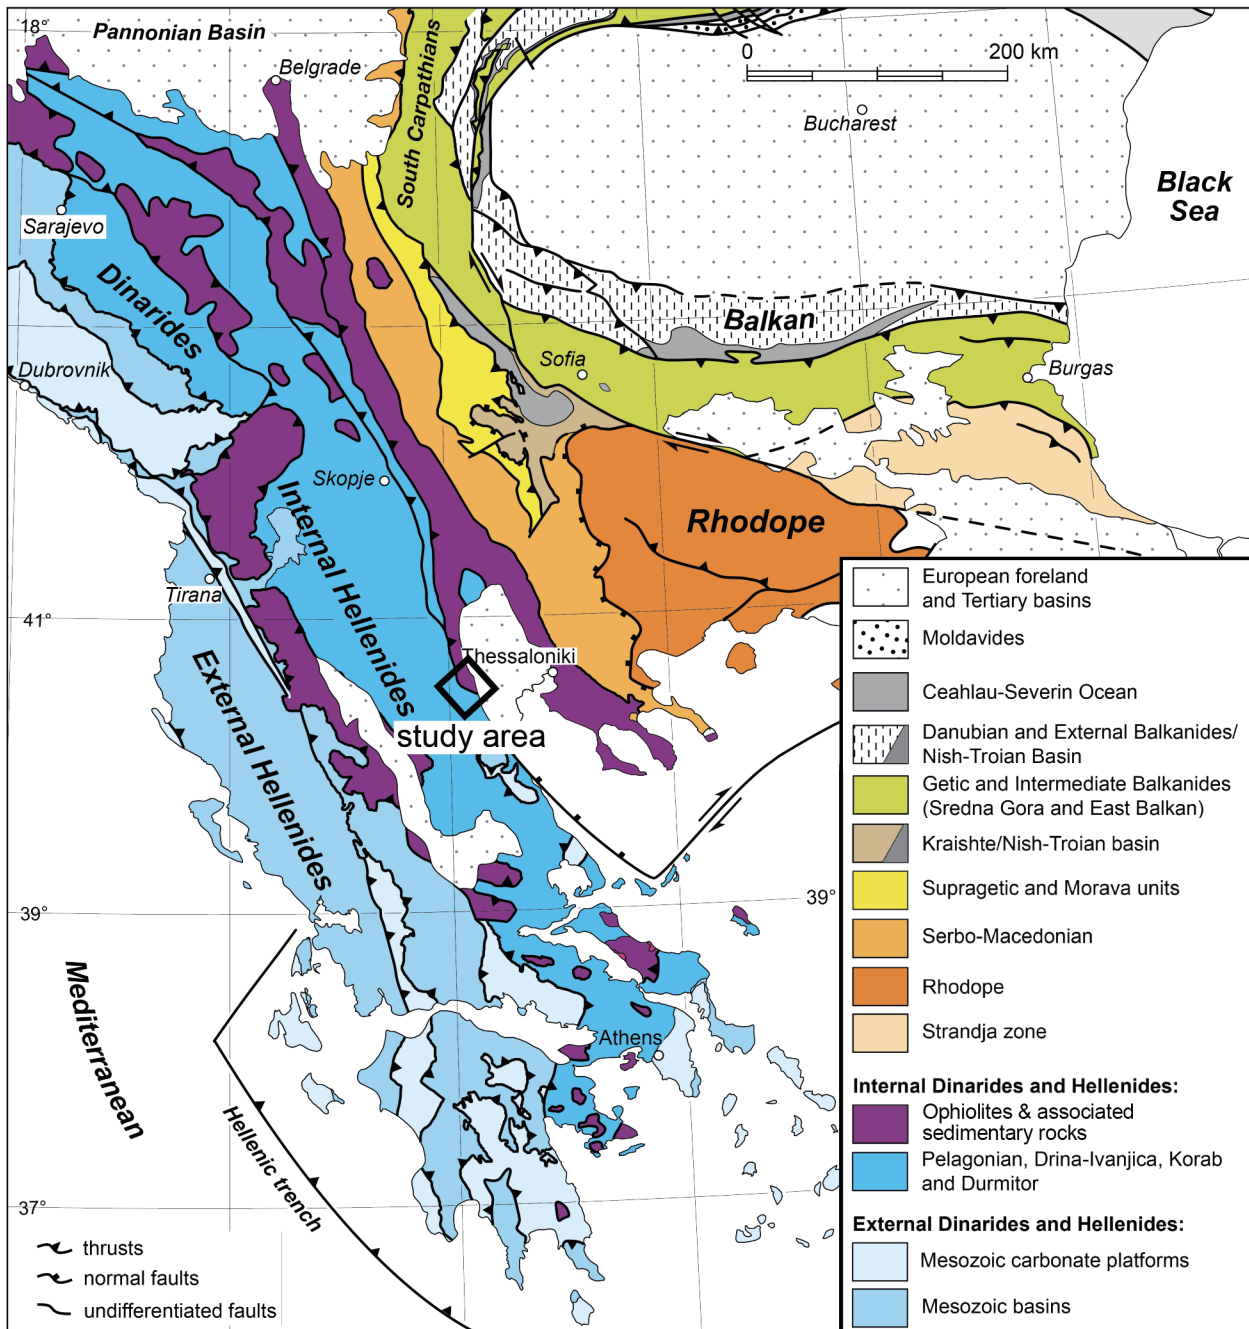 18°
Pannonian Basin
Belgrade
South Carpathians
0
200 km
Bucharest
Black
Sea
Sarajevo
Dinarides
Balkan
Dubrovnik
Sofia
Burgas
Skopje
Internal Hellenides
Rhodope
Tirana
41°
Thessaloniki
External Hellenides
study area
39°
39°
Mediterranean
Athens
Hellenic trench
37°
thrusts
normal faults
undifferentiated faults
European foreland
and Tertiary basins
Moldavides
Ceahlau-Severin Ocean
Danubian and External Balkanides/
Nish-Troian Basin
Getic and Intermediate Balkanides
(Sredna Gora and East Balkan)
Kraishte/Nish-Troian basin
Supragetic and Morava units
Serbo-Macedonian
Rhodope
Strandja zone
Internal Dinarides and Hellenides:
Ophiolites & associated
sedimentary rocks
Pelagonian, Drina-Ivanjica, Korab
and Durmitor
External Dinarides and Hellenides:
Mesozoic carbonate platforms
Mesozoic basins